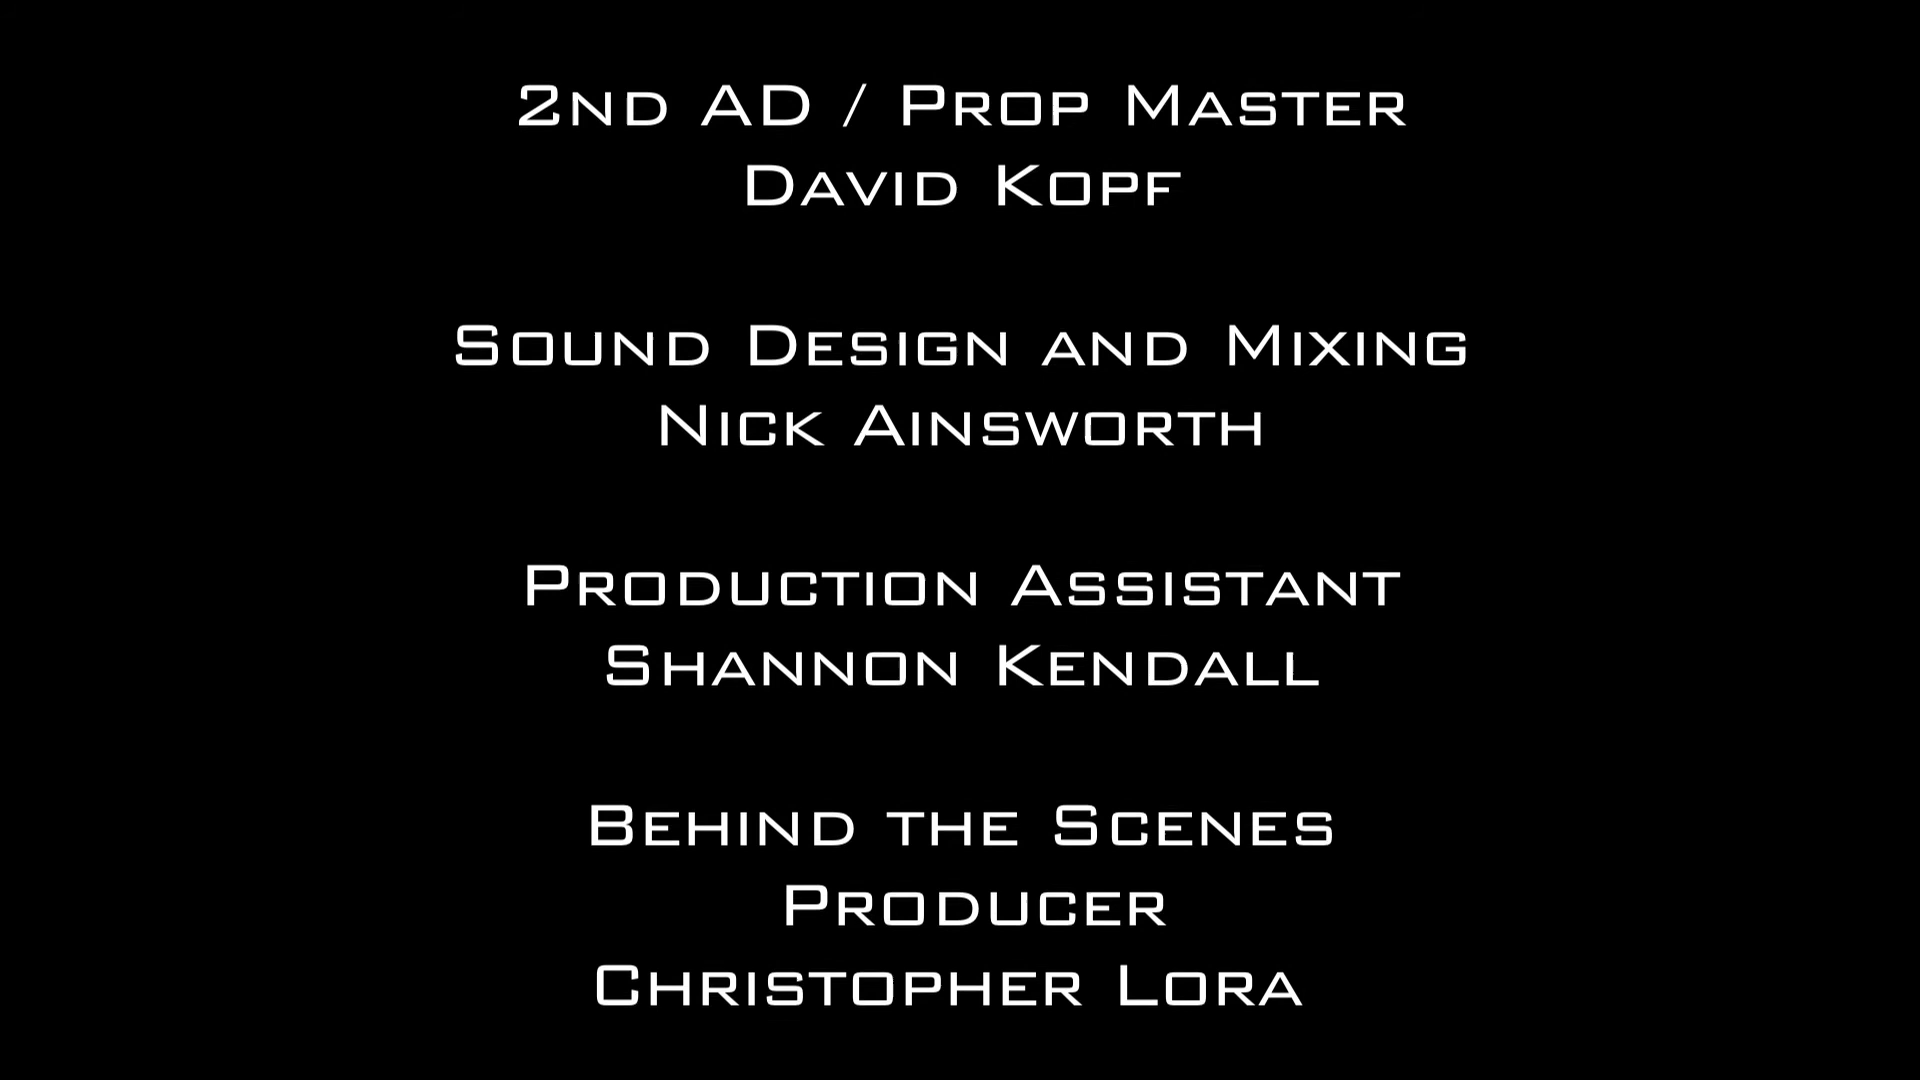 2nd AD / Prop Master
David Kopf
Sound Design and Mixing
Nick Ainsworth
Production Assistant
Shannon Kendall
Behind the Scenes
Producer
Christopher Lora